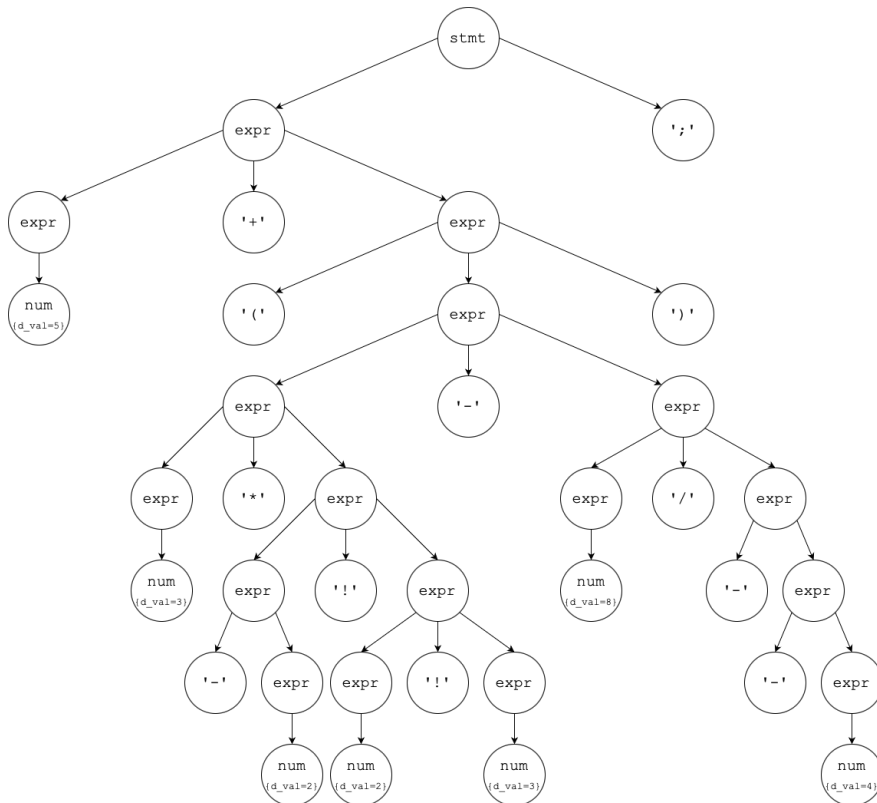 stmt
expr
';'
expr
'+'
expr
num
{d_val=5}
'('
expr
')'
expr
'-'
expr
expr
'*'
expr
expr
'/'
expr
num
{d_val=3}
expr
'!'
expr
num
{d_val=8}
'-'
expr
'-'
expr
expr
'!'
expr
'-'
expr
num
{d_val=2}
num
{d_val=2}
num
{d_val=3}
num
{d_val=4}